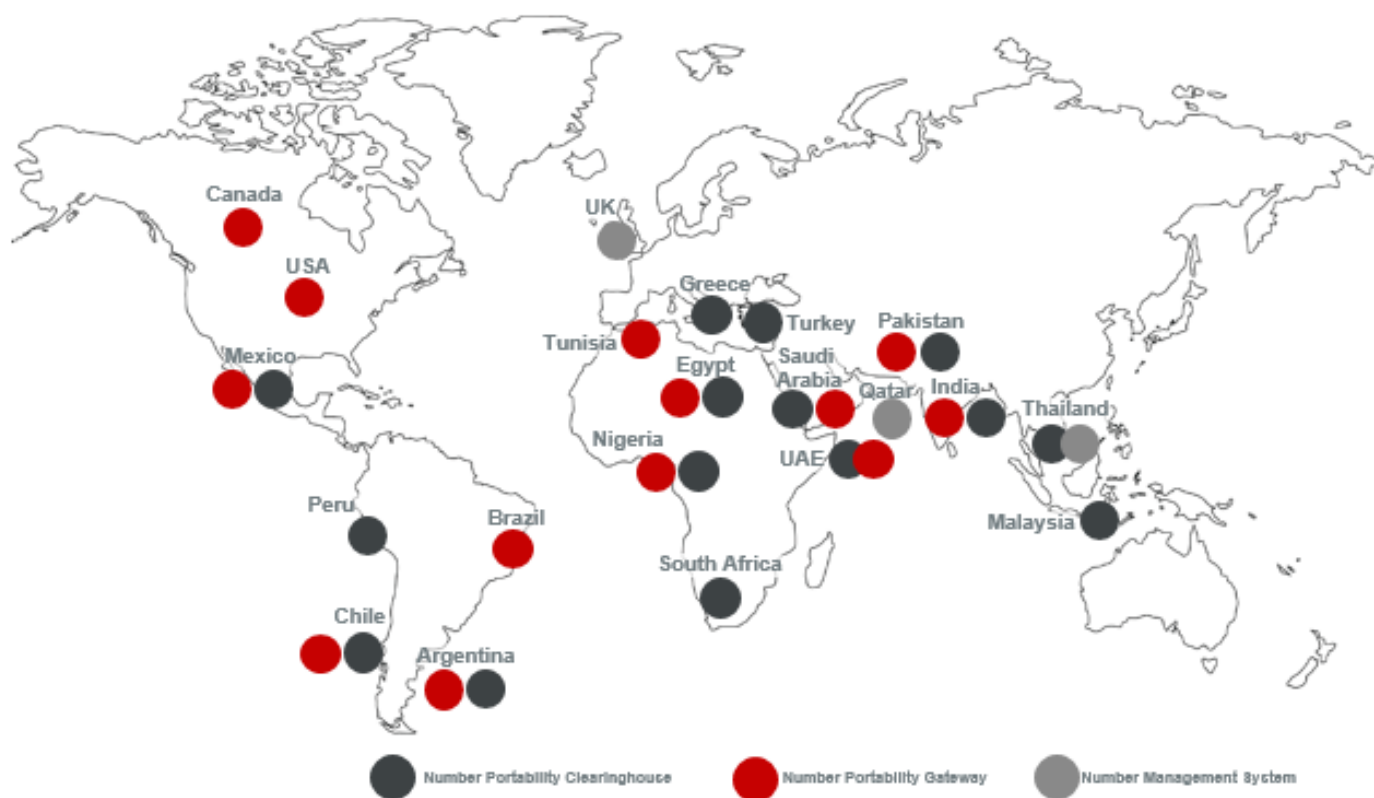 Canada
UK
USA
Greece
Turkey
Pakistan
Tunisia
Saudi
Arabia
Mexico
Egypt
Qatar
India
Thailand
Nigeria
UAE
Peru
Brazil
Malaysia
South Africa
Chile
Argentina
Number Portability Clearinghouse
Number Portability Gateway
Number Management System